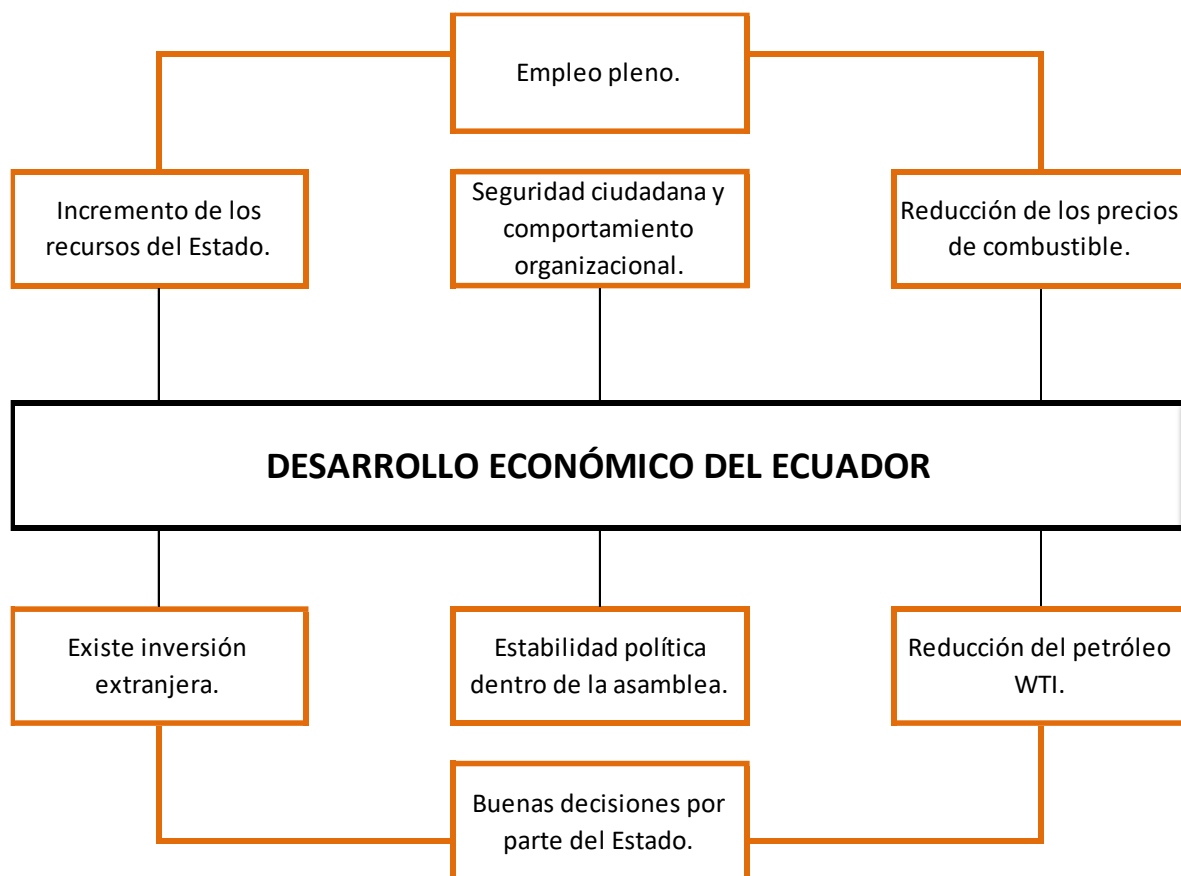 Empleo pleno.
Incremento de los
recursos del Estado.
Seguridad ciudadana y
comportamiento
organizacional.
Reducción de los precios
de combustible.
DESARROLLO ECONÓMICO DEL ECUADOR
Existe inversión
extranjera.
Estabilidad política
dentro de la asamblea.
Reducción del petróleo
WTI.
Buenas decisiones por
parte del Estado.